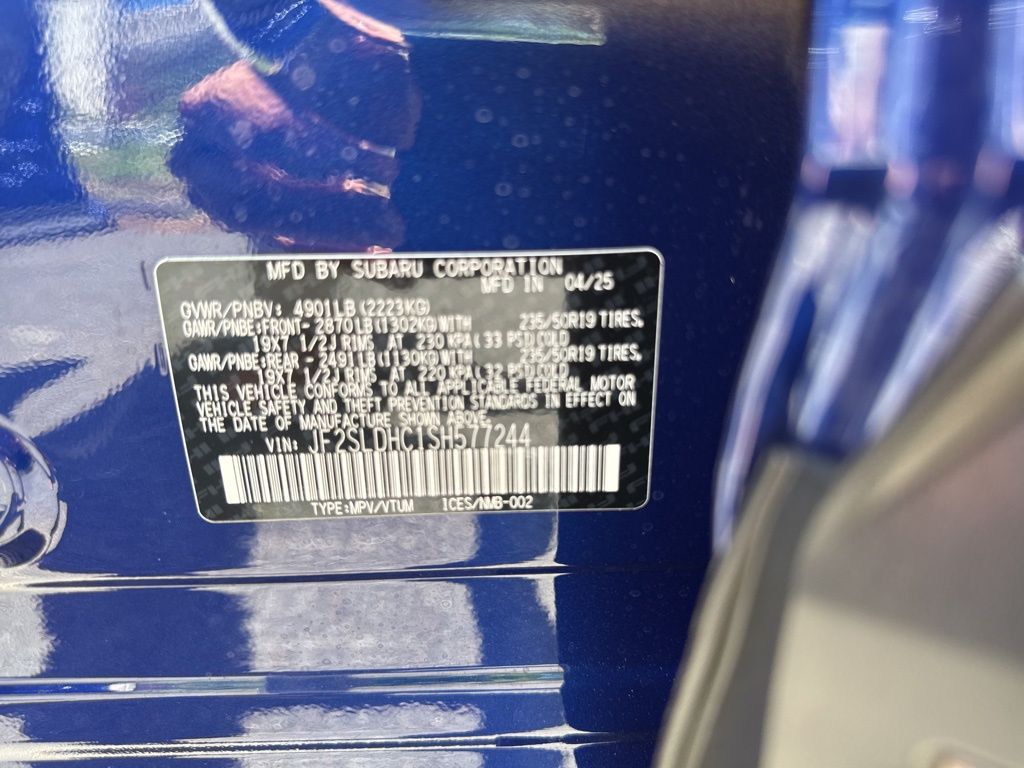 MFD BY SUBARU CORPORATION
MFD IN 04/25
GVWR/PNBV: 4901LB(2223KG)
GAWR/PNBE:FRONT- 2870LB(1302KG)WITH 235/50R19 TIRES,
19X7 1/2J RIMS AT 230 KPA(33 PSI)COLD
GAWR/PNBE:REAR - 2491LB(1130KG)WITH 235/50R19 TIRES,
19X7 1/2J RIMS AT 220 KPA(32 PSI)COLD
THIS VEHICLE CONFORMS TO ALL APPLICABLE FEDERAL MOTOR
VEHICLE SAFETY AND THEFT PREVENTION STANDARDS IN EFFECT ON
THE DATE OF MANUFACTURE SHOWN ABOVE.
VIN: JF2SLDHC1SH577244
TYPE:MPV/VTUM ICES/NMB-002